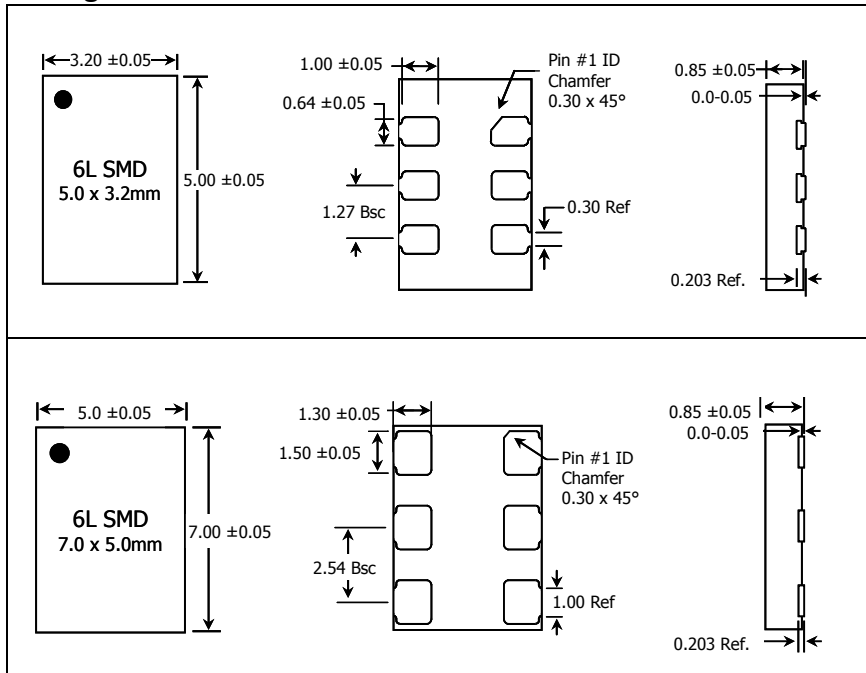 3.20 ±0.05
6L SMD
5.0 x 3.2mm
5.00 ±0.05
1.00 ±0.05
0.64 ±0.05
1.27 Bsc
Pin #1 ID
Chamfer
0.30 x 45°
0.30 Ref
0.85 ±0.05
0.0-0.05
0.203 Ref.
5.0 ±0.05
6L SMD
7.0 x 5.0mm
7.00 ±0.05
1.30 ±0.05
1.50 ±0.05
2.54 Bsc
Pin #1 ID
Chamfer
0.30 x 45°
1.00 Ref
0.85 ±0.05
0.0-0.05
0.203 Ref.